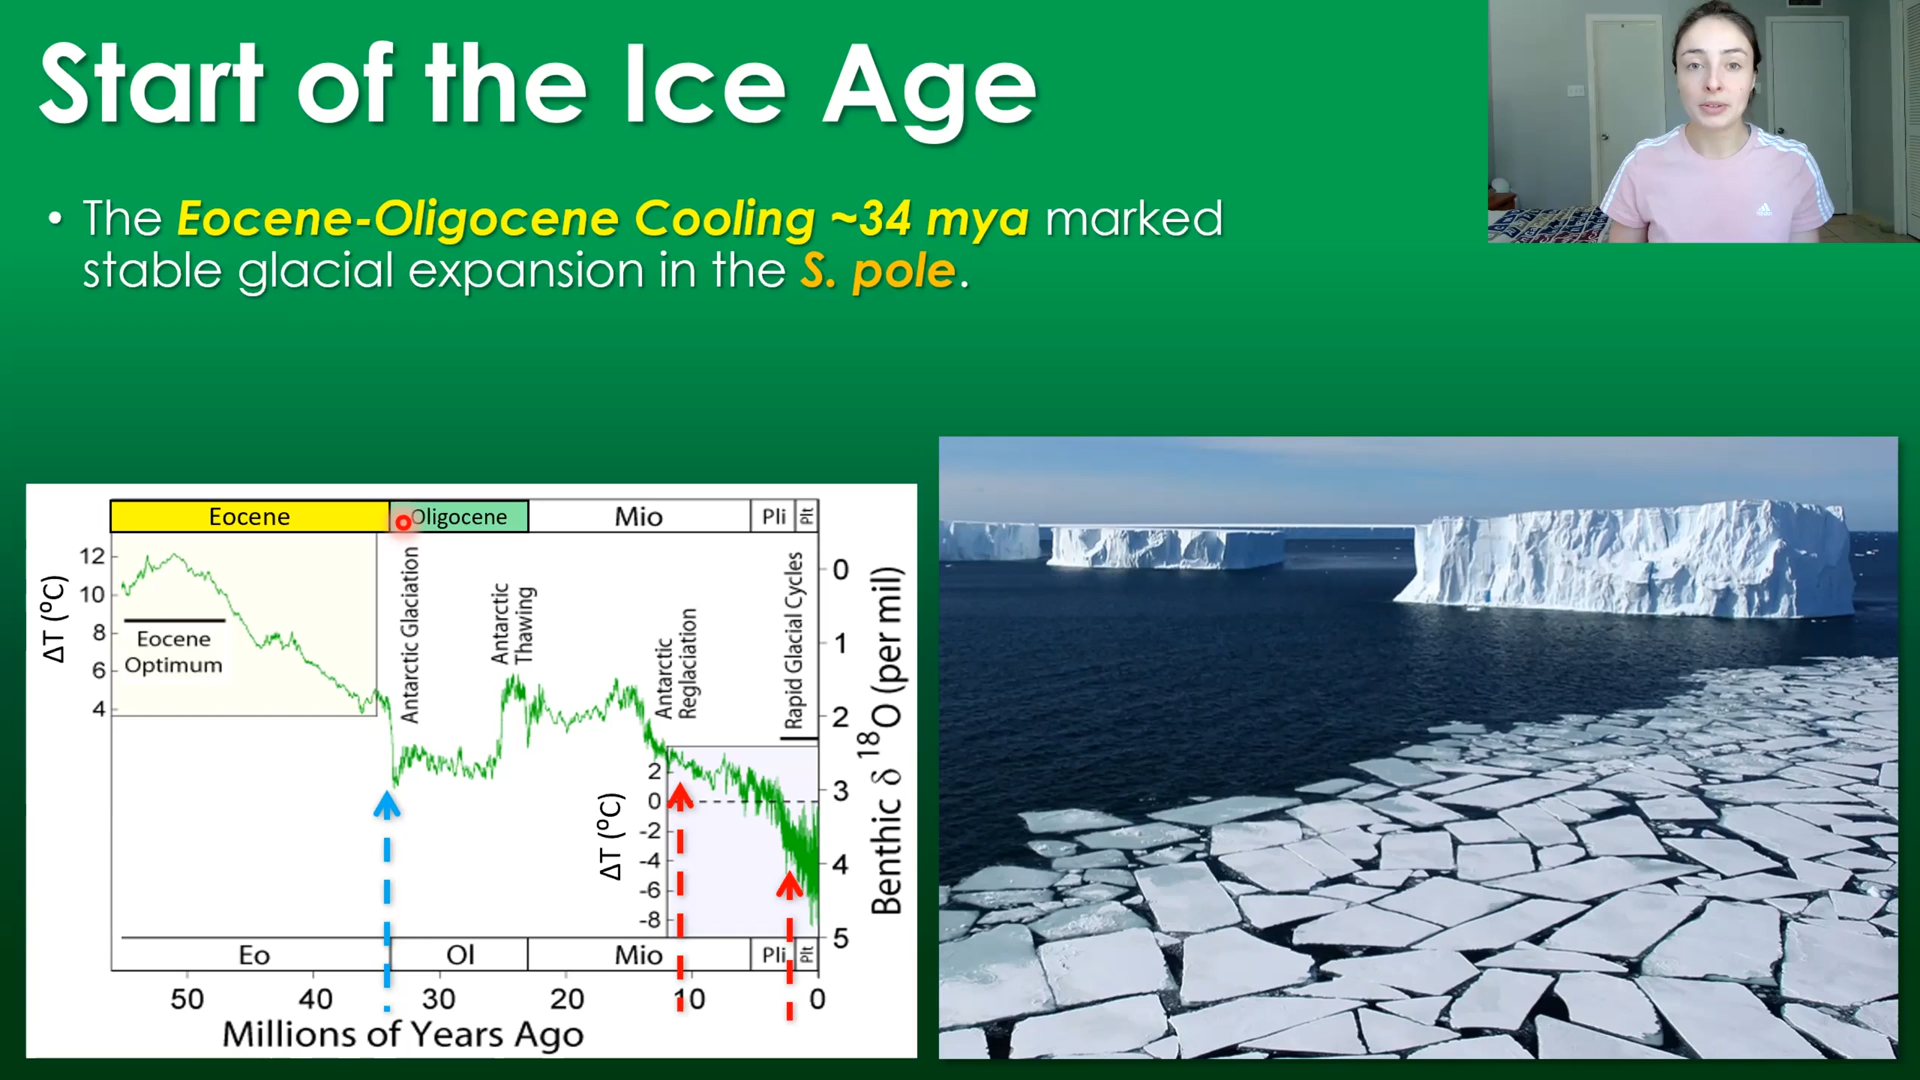 Start of the Ice Age
• The Eocene-Oligocene Cooling ~34 mya marked
stable glacial expansion in the S. pole.
Eocene
Oligocene
Mio
Pli
Plt
12
10
8
6
4
ΔT (ºC)
Eocene
Optimum
Antarctic Glaciation
Antarctic
Thawing
Antarctic
Reglaciation
Rapid Glacial Cycles
0
1
2
3
4
5
Benthic δ 18O (per mil)
2
0
-2
-4
-6
-8
ΔT (ºC)
Eo
Ol
Mio
Pli
Plt
50
40
30
20
10
0
Millions of Years Ago
adidas